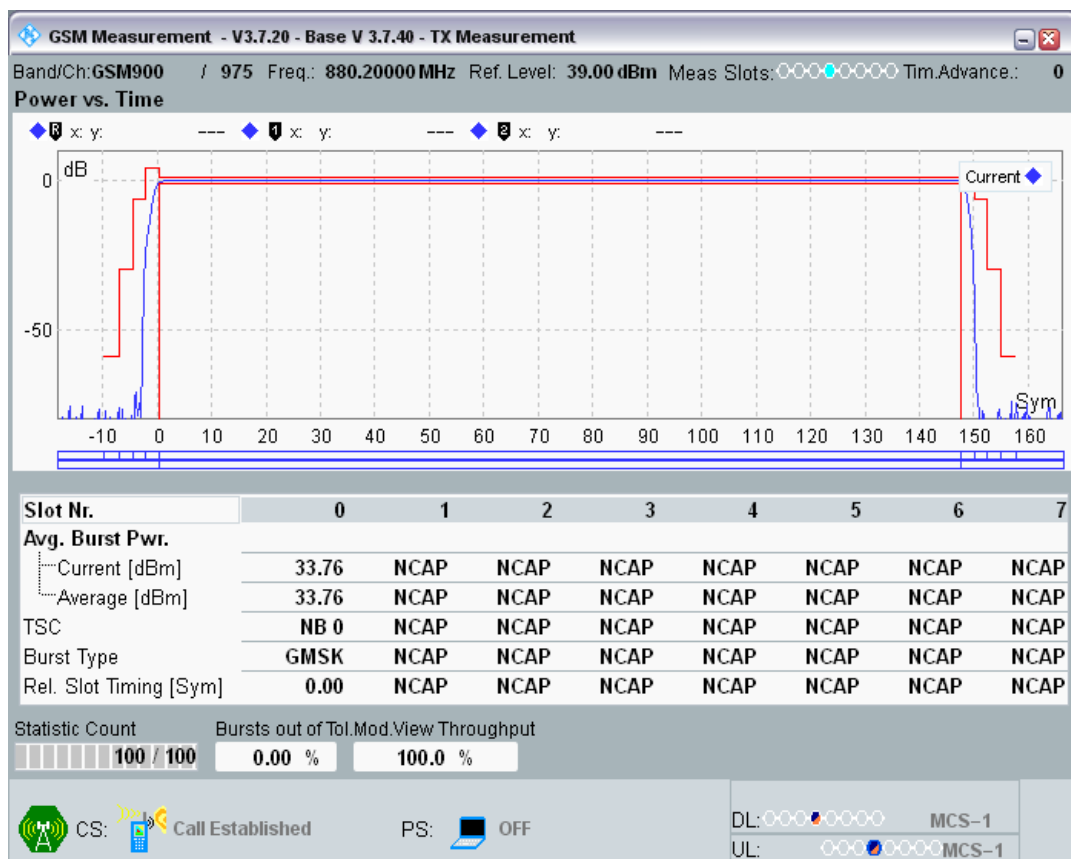 GSM Measurement - V3.7.20 - Base V 3.7.40 - TX Measurement
Band/Ch:GSM900 / 975 Freq.: 880.20000 MHz Ref. Level: 39.00 dBm Meas Slots: Tim.Advance.: 0
Power vs. Time
R x: y: --- 1 x: y: --- 2 x: y: ---
dB
Current
0
-50
Sym
-10 0 10 20 30 40 50 60 70 80 90 100 110 120 130 140 150 160
Slot Nr. 0 1 2 3 4 5 6 7
Avg. Burst Pwr.
Current [dBm] 33.76 NCAP NCAP NCAP NCAP NCAP NCAP NCAP
Average [dBm] 33.76 NCAP NCAP NCAP NCAP NCAP NCAP NCAP
TSC NB 0 NCAP NCAP NCAP NCAP NCAP NCAP NCAP
Burst Type GMSK NCAP NCAP NCAP NCAP NCAP NCAP NCAP
Rel. Slot Timing [Sym] 0.00 NCAP NCAP NCAP NCAP NCAP NCAP NCAP
Statistic Count Bursts out of Tol.Mod.View Throughput
100 / 100 0.00 % 100.0 %
CS: Call Established PS: OFF
DL: MCS-1
UL: MCS-1